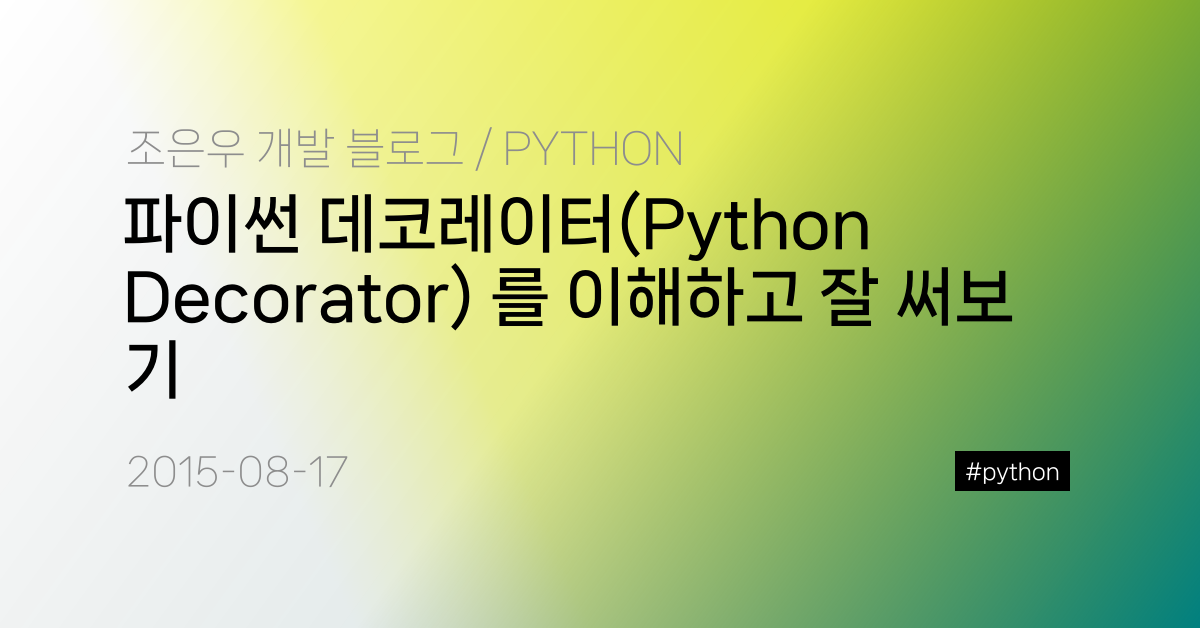 조은우 개발 블로그 / PYTHON
파이썬 데코레이터(Python
Decorator) 를 이해하고 잘 써보
기
2015-08-17
#python